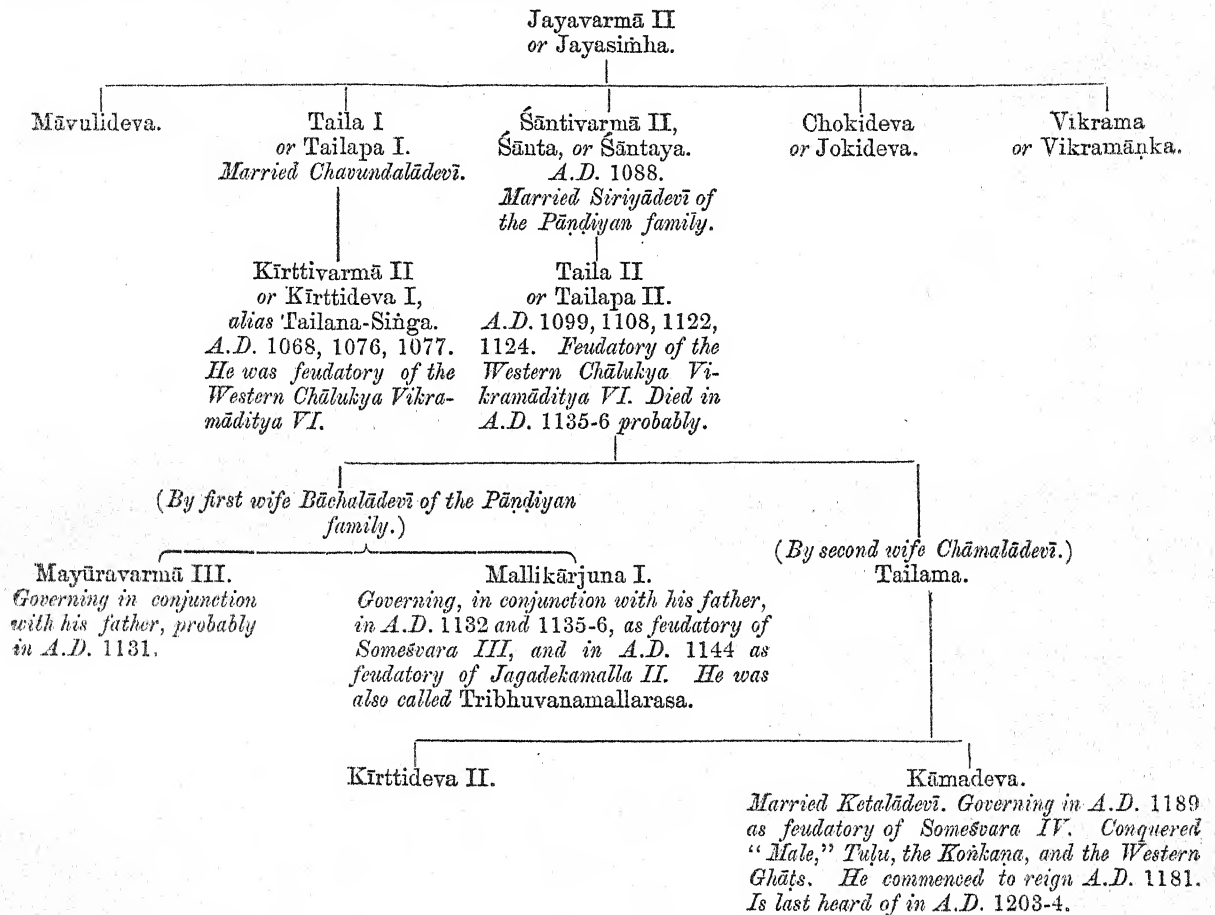 Jayavarmā II
or Jayasiṁha.
Māvulideva.
Taila I
or Tailapa I.
Married Chavundalādevī.
Śāntivarmā II,
Śānta, or Śāntaya.
A.D. 1088.
Married Siriyādevī of
the Pāṇḍiyan family.
Chokideva
or Jokideva.
Vikrama
or Vikramāṇka.
Kīrttivarmā II
or Kīrttideva I,
alias Tailana-Siṅga.
A.D. 1068, 1076, 1077.
He was feudatory of the
Western Chālukya Vikra-
māditya VI.
Taila II
or Tailapa II.
A.D. 1099, 1108, 1122,
1124. Feudatory of the
Western Chālukya Vi-
kramāditya VI. Died in
A.D. 1135-6 probably.
(By first wife Bāchalādevī of the Pāṇḍiyan
family.)
Mayūravarmā III.
Governing in conjunction
with his father, probably
in A.D. 1131.
Mallikārjuna I.
Governing, in conjunction with his father,
in A.D. 1132 and 1135-6, as feudatory of
Someśvara III, and in A.D. 1144 as
feudatory of Jagadekamalla II. He was
also called Tribhuvanamallarasa.
(By second wife Chāmalādevī.)
Tailama.
Kīrttideva II.
Kāmadeva.
Married Ketalādevī. Governing in A.D. 1189
as feudatory of Someśvara IV. Conquered
"Male," Tuḷu, the Koṅkaṇa, and the Western
Ghāṭs. He commenced to reign A.D. 1181.
Is last heard of in A.D. 1203-4.